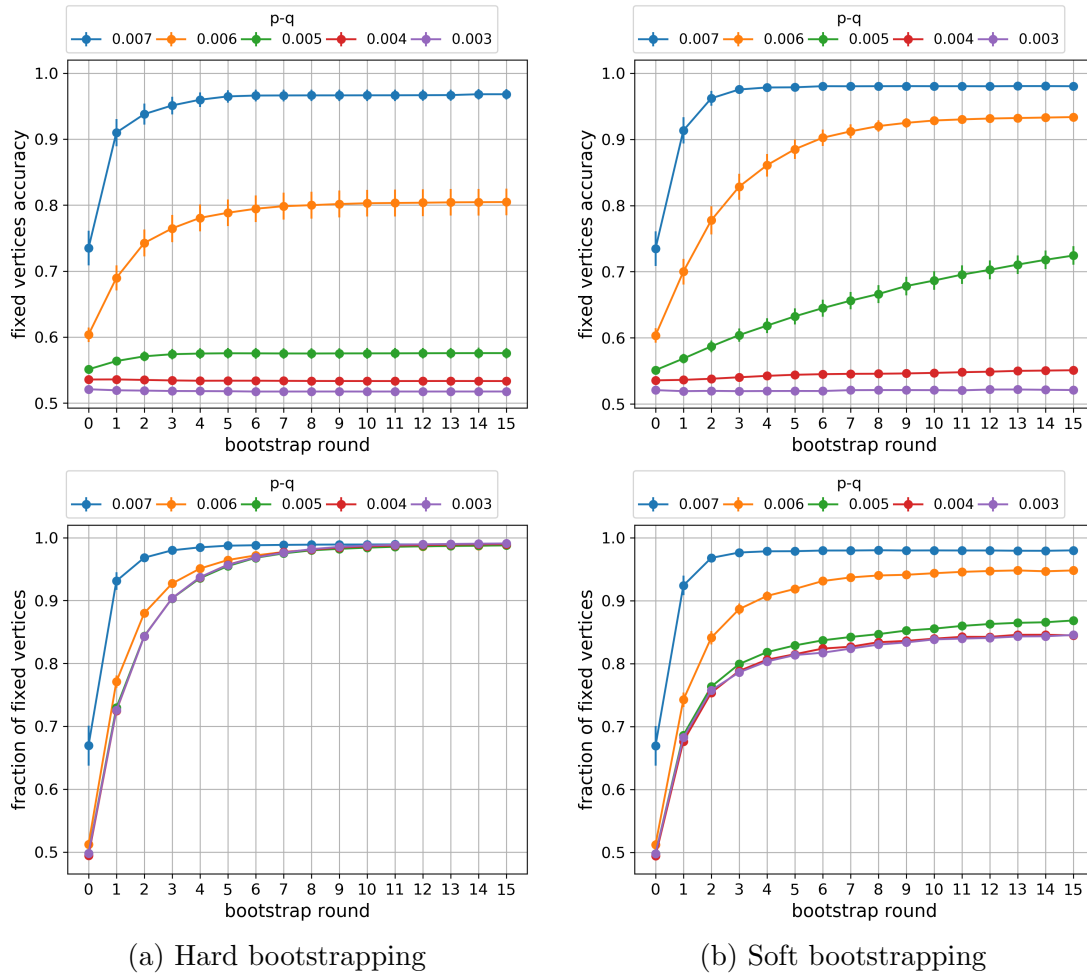 p-q
0.007 0.006 0.005 0.004 0.003
1.0
0.9
0.8
0.7
0.6
0.5
fixed vertices accuracy
0 1 2 3 4 5 6 7 8 9 10 11 12 13 14 15
bootstrap round
p-q
0.007 0.006 0.005 0.004 0.003
1.0
0.9
0.8
0.7
0.6
0.5
fixed vertices accuracy
0 1 2 3 4 5 6 7 8 9 10 11 12 13 14 15
bootstrap round
p-q
0.007 0.006 0.005 0.004 0.003
1.0
0.9
0.8
0.7
0.6
0.5
fraction of fixed vertices
0 1 2 3 4 5 6 7 8 9 10 11 12 13 14 15
bootstrap round
p-q
0.007 0.006 0.005 0.004 0.003
1.0
0.9
0.8
0.7
0.6
0.5
fraction of fixed vertices
0 1 2 3 4 5 6 7 8 9 10 11 12 13 14 15
bootstrap round
(a) Hard bootstrapping
(b) Soft bootstrapping